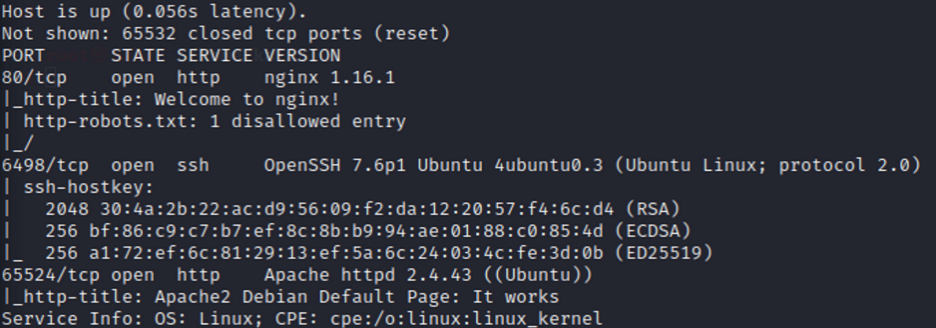 Host is up (0.056s latency).
Not shown: 65532 closed tcp ports (reset)
PORT      STATE SERVICE VERSION
80/tcp    open  http    nginx 1.16.1
|_http-title: Welcome to nginx!
| http-robots.txt: 1 disallowed entry
|_/
6498/tcp  open  ssh     OpenSSH 7.6p1 Ubuntu 4ubuntu0.3 (Ubuntu Linux; protocol 2.0)
| ssh-hostkey:
|   2048 30:4a:2b:22:ac:d9:56:09:f2:da:12:20:57:f4:6c:d4 (RSA)
|   256 bf:86:c9:c7:b7:ef:8c:8b:b9:94:ae:01:88:c0:85:4d (ECDSA)
|_  256 a1:72:ef:6c:81:29:13:ef:5a:6c:24:03:4c:fe:3d:0b (ED25519)
65524/tcp open  http    Apache httpd 2.4.43 ((Ubuntu))
|_http-title: Apache2 Debian Default Page: It works
Service Info: OS: Linux; CPE: cpe:/o:linux:linux_kernel